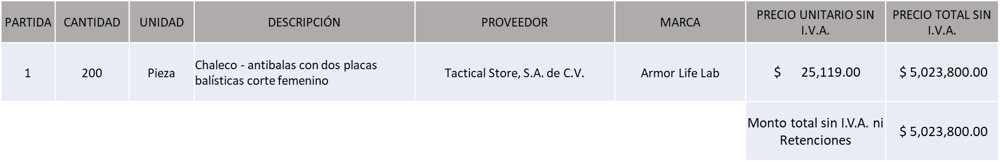 PARTIDA CANTIDAD UNIDAD DESCRIPCIÓN PROVEEDOR MARCA PRECIO UNITARIO SIN I.V.A. PRECIO TOTAL SIN I.V.A.
1 200 Pieza Chaleco - antibalas con dos placas
balísticas corte femenino Tactical Store, S.A. de C.V. Armor Life Lab $ 25,119.00 $ 5,023,800.00
Monto total sin I.V.A. ni
Retenciones $ 5,023,800.00